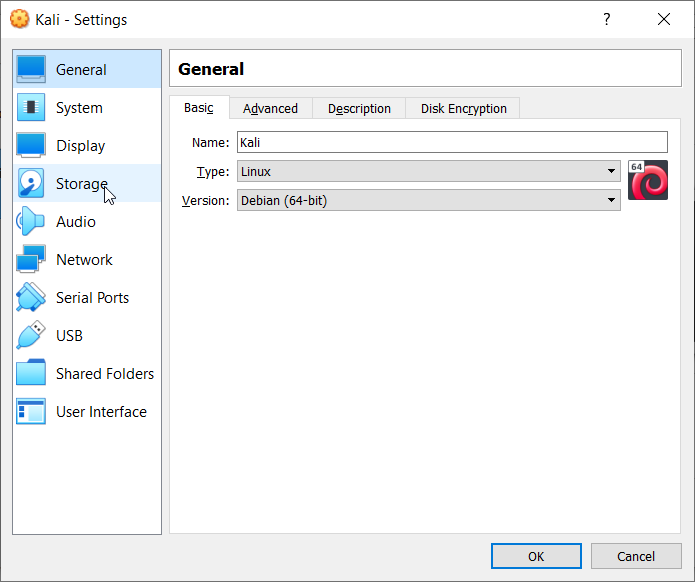 Kali - Settings
?
General
System
Display
Storage
Audio
Network
Serial Ports
USB
Shared Folders
User Interface
General
Basic Advanced Description Disk Encryption
Name: Kali
Type: Linux
64
Version: Debian (64-bit)
OK Cancel